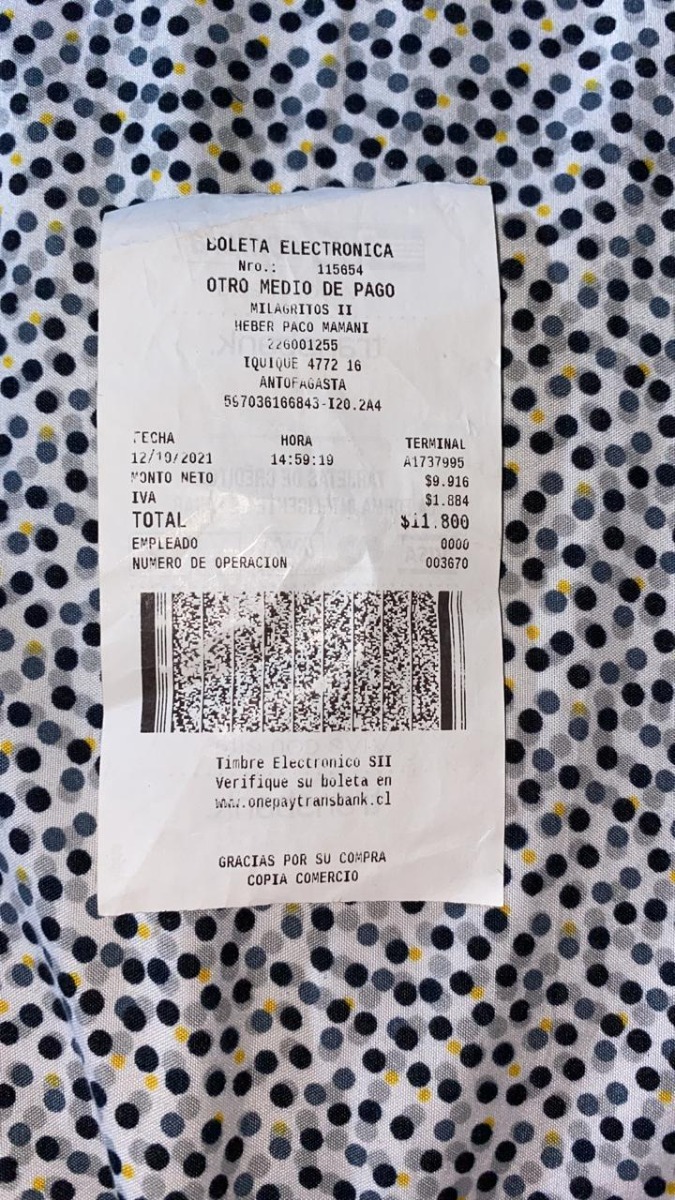 BOLETA ELECTRONICA
Nro.: 115654
OTRO MEDIO DE PAGO
MILAGRITOS II
HEBER PACO MAMANI
226001255
IQUIQUE 4772 16
ANTOFAGASTA
597036166843-I20.2A4
FECHA HORA TERMINAL
12/10/2021 14:59:19 A1737995
MONTO NETO $9.916
IVA $1.884
TOTAL $11.800
EMPLEADO 0000
NUMERO DE OPERACION 003670
Timbre Electronico SII
Verifique su boleta en
www.onepaytransbank.cl
GRACIAS POR SU COMPRA
COPIA COMERCIO